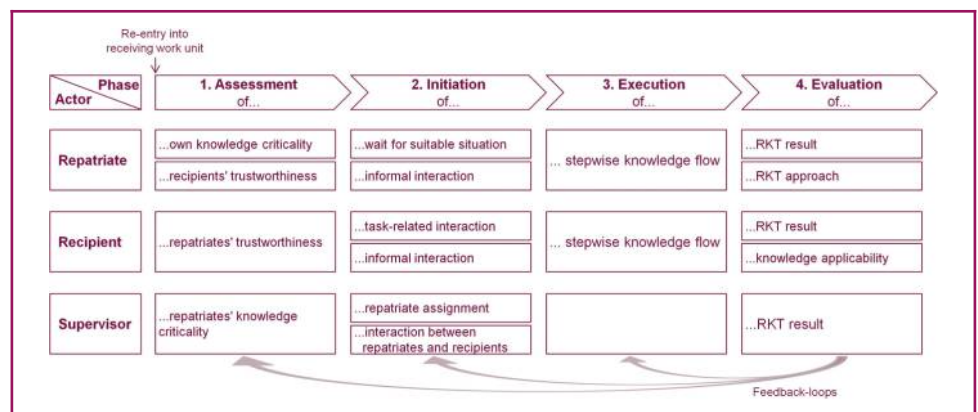 Re-entry into
receiving work unit
Phase
Actor
1. Assessment
of...
2. Initiation
of...
3. Execution
of...
4. Evaluation
of...
Repatriate
...own knowledge criticality
...recipients' trustworthiness
...wait for suitable situation
...informal interaction
... stepwise knowledge flow
...RKT result
...RKT approach
Recipient
...repatriates' trustworthiness
...task-related interaction
...informal interaction
... stepwise knowledge flow
...RKT result
...knowledge applicability
Supervisor
...repatriates' knowledge
criticality
...repatriate assignment
...interaction between
repatriates and recipients
...RKT result
Feedback-loops